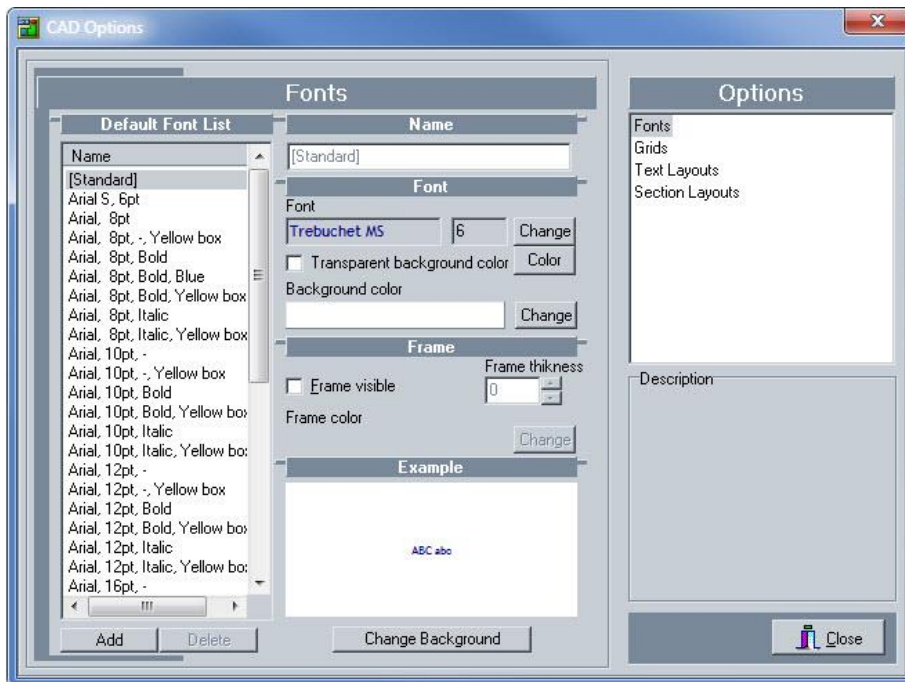 CAD Options
Fonts
Default Font List
Name
[Standard]
Arial S, 6pt
Arial, 8pt
Arial, 8pt, -, Yellow box
Arial, 8pt, Bold
Arial, 8pt, Bold, Blue
Arial, 8pt, Bold, Yellow box
Arial, 8pt, Italic
Arial, 8pt, Italic, Yellow box
Arial, 10pt, -
Arial, 10pt, -, Yellow box
Arial, 10pt, Bold
Arial, 10pt, Bold, Yellow box
Arial, 10pt, Italic
Arial, 10pt, Italic, Yellow bo
Arial, 12pt, -
Arial, 12pt, -, Yellow box
Arial, 12pt, Bold
Arial, 12pt, Bold, Yellow box
Arial, 12pt, Italic
Arial, 12pt, Italic, Yellow bo
Arial, 16pt, -
Add
Delete
Name
[Standard]
Font
Font
Trebuchet MS
6
Change
Transparent background color
Color
Background color
Change
Frame
Frame thikness
Frame visible
0
Frame color
Change
Example
ABC abc
Change Background
Options
Fonts
Grids
Text Layouts
Section Layouts
Description
Close